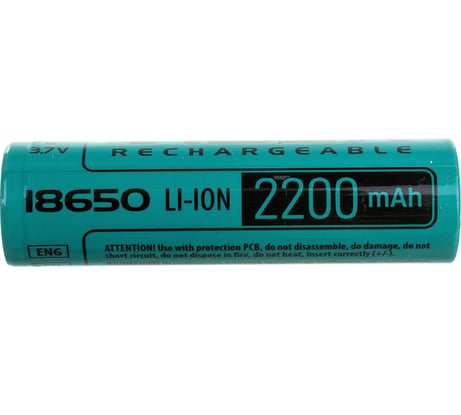 3.7V RECHARGEABLE
18650 LI-ION 2200 mAh
ENG
ATTENTION! Use with protection PCB, do not disassemble, do damage, do not
short circuit, do not dispose in fire, do not heat, Insert correctly (+/-).